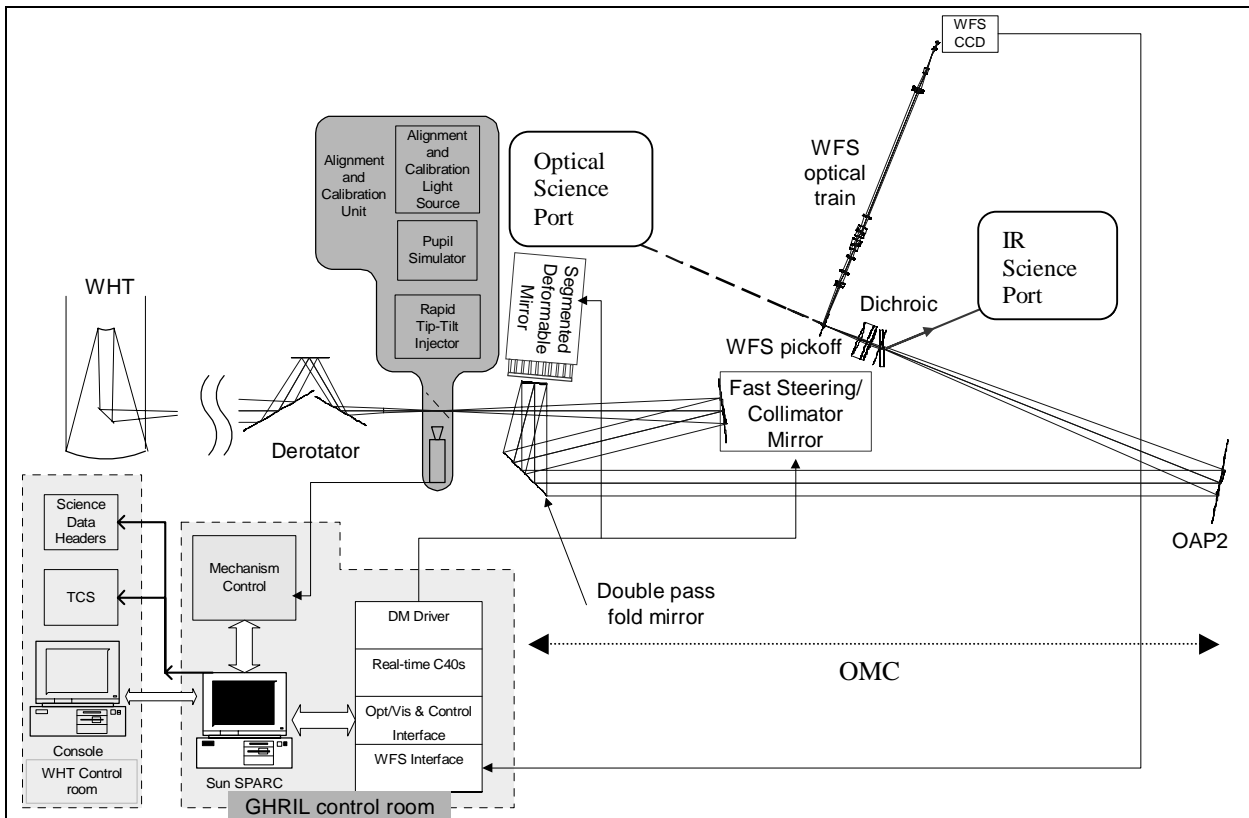 WFS
CCD
Alignment
and
Calibration
Light
Source
Alignment
and
Calibration
Unit
Pupil
Simulator
Rapid
Tip-Tilt
Injector
Optical
Science
Port
WFS
optical
train
IR
Science
Port
Segmented
Deformable
Mirror
WHT
Dichroic
WFS pickoff
Fast Steering/
Collimator
Mirror
Derotator
OAP2
Science
Data
Headers
TCS
Console
WHT Control
room
Mechanism
Control
Sun SPARC
DM Driver
Real-time C40s
Opt/Vis & Control
Interface
WFS Interface
GHRIL control room
Double pass
fold mirror
OMC